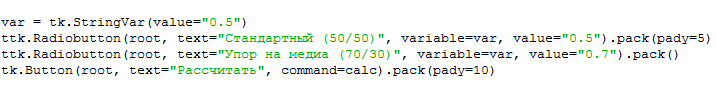 var = tk.StringVar(value="0.5")
ttk.Radiobutton(root, text="Стандартный (50/50)", variable=var, value="0.5").pack(pady=5)
ttk.Radiobutton(root, text="Упор на медиа (70/30)", variable=var, value="0.7").pack()
tk.Button(root, text="Рассчитать", command=calc).pack(pady=10)